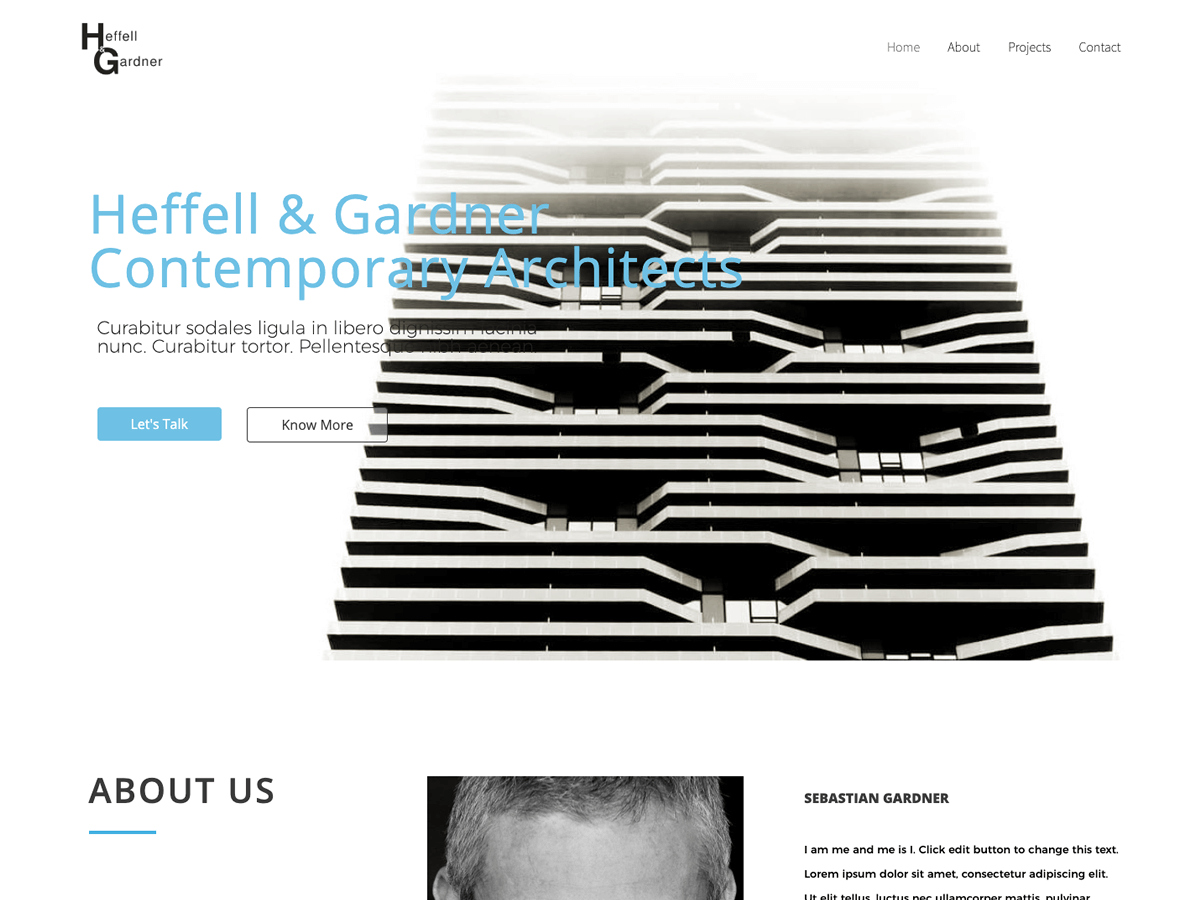 Heffell
&
Gardner
Home About Projects Contact
Heffell & Gardner
Contemporary Architects
Curabitur sodales ligula in libero dignissim lacinia
nunc. Curabitur tortor. Pellentesque nibh aenean.
Let's Talk Know More
ABOUT US
SEBASTIAN GARDNER
I am me and me is I. Click edit button to change this text.
Lorem ipsum dolor sit amet, consectetur adipiscing elit.
Ut elit tellus, luctus nec ullamcorper mattis, pulvinar